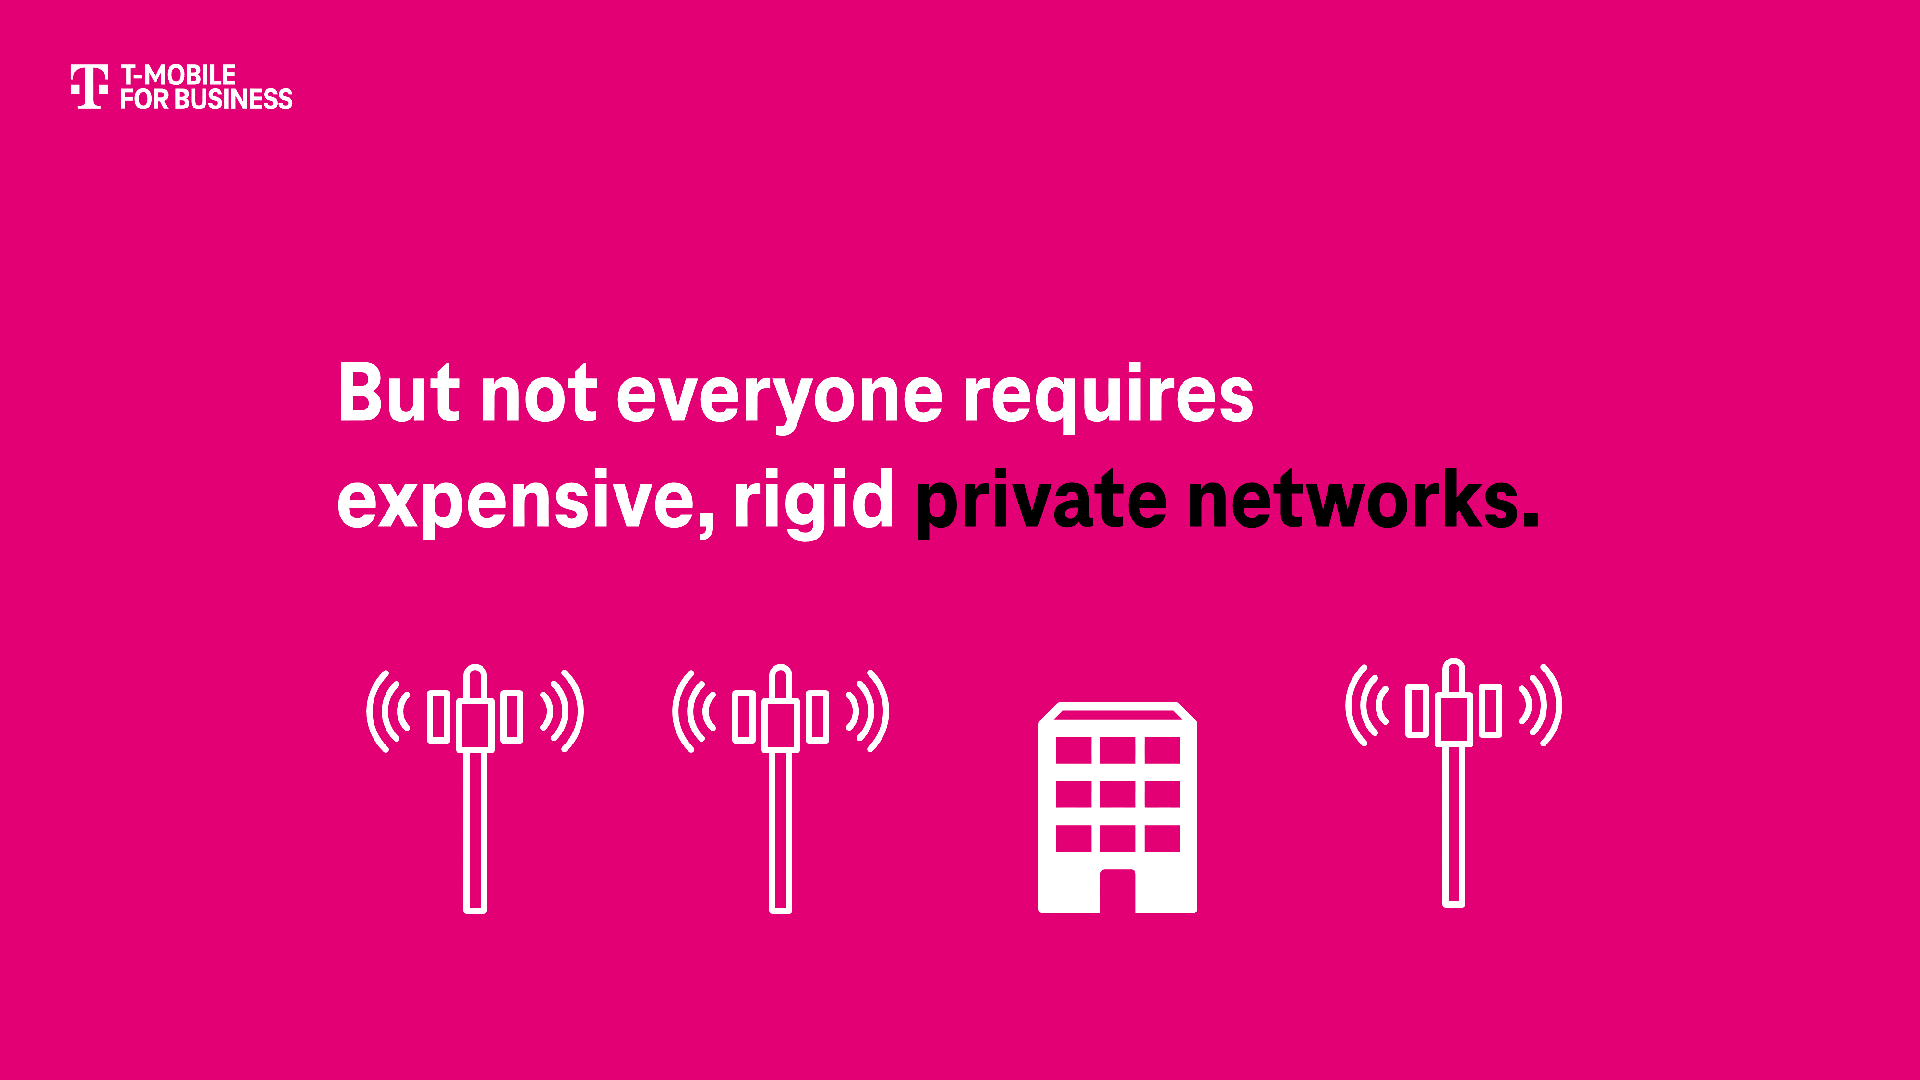 T-MOBILE
FOR BUSINESS
But not everyone requires
expensive, rigid private networks.